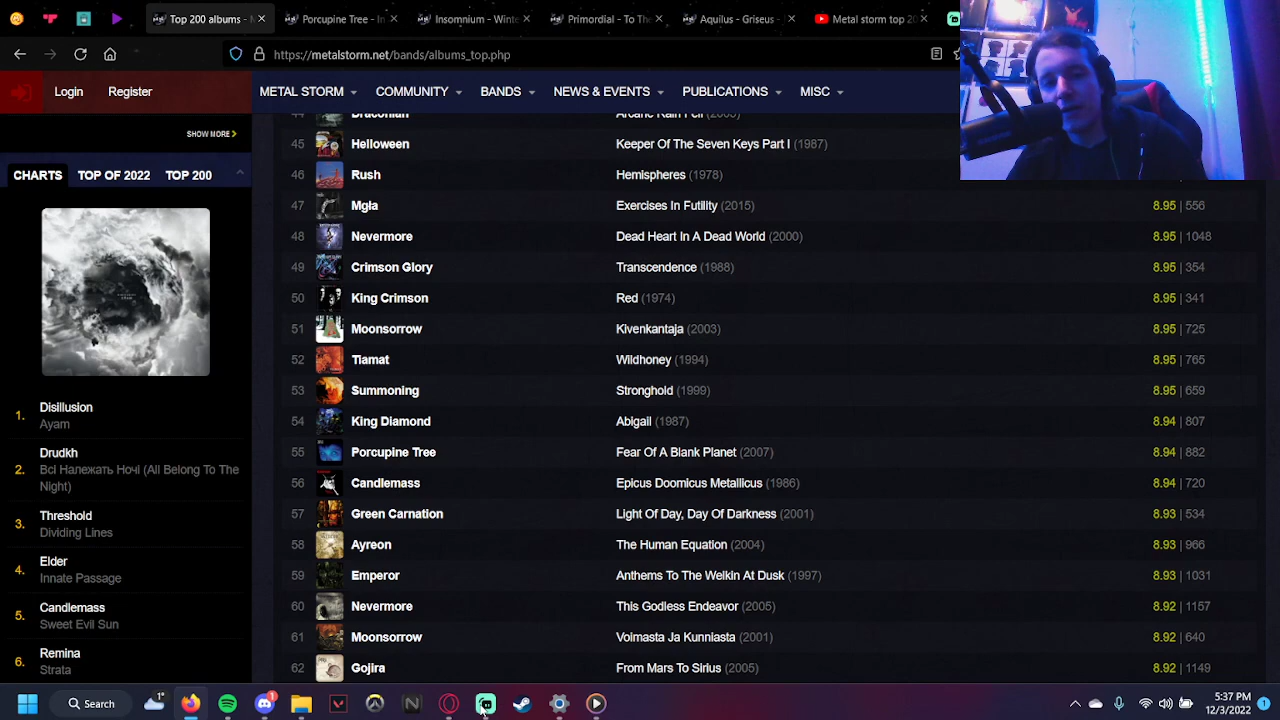 Top 200 albums - M
Porcupine Tree - In
Insomnium - Winte
Primordial - To The
Aquilus - Griseus -
Metal storm top 20
https://metalstorm.net/bands/albums_top.php
Login
Register
METAL STORM
COMMUNITY
BANDS
NEWS & EVENTS
PUBLICATIONS
MISC
SHOW MORE
CHARTS
TOP OF 2022
TOP 200
1. Disillusion
Ayam
2. Drudkh
Всі Належать Ночі (All Belong To The
Night)
3. Threshold
Dividing Lines
4. Elder
Innate Passage
5. Candlemass
Sweet Evil Sun
6. Remina
Strata
44 Draconian Arcane Rain Fell (2003)
45 Helloween Keeper Of The Seven Keys Part I (1987)
46 Rush Hemispheres (1978)
47 Mgła Exercises In Futility (2015) 8.95 | 556
48 Nevermore Dead Heart In A Dead World (2000) 8.95 | 1048
49 Crimson Glory Transcendence (1988) 8.95 | 354
50 King Crimson Red (1974) 8.95 | 341
51 Moonsorrow Kivenkantaja (2003) 8.95 | 725
52 Tiamat Wildhoney (1994) 8.95 | 765
53 Summoning Stronghold (1999) 8.95 | 659
54 King Diamond Abigail (1987) 8.94 | 807
55 Porcupine Tree Fear Of A Blank Planet (2007) 8.94 | 882
56 Candlemass Epicus Doomicus Metallicus (1986) 8.94 | 720
57 Green Carnation Light Of Day, Day Of Darkness (2001) 8.93 | 534
58 Ayreon The Human Equation (2004) 8.93 | 966
59 Emperor Anthems To The Welkin At Dusk (1997) 8.93 | 1031
60 Nevermore This Godless Endeavor (2005) 8.92 | 1157
61 Moonsorrow Voimasta Ja Kunniasta (2001) 8.92 | 640
62 Gojira From Mars To Sirius (2005) 8.92 | 1149
Search
1
5:37 PM
12/3/2022